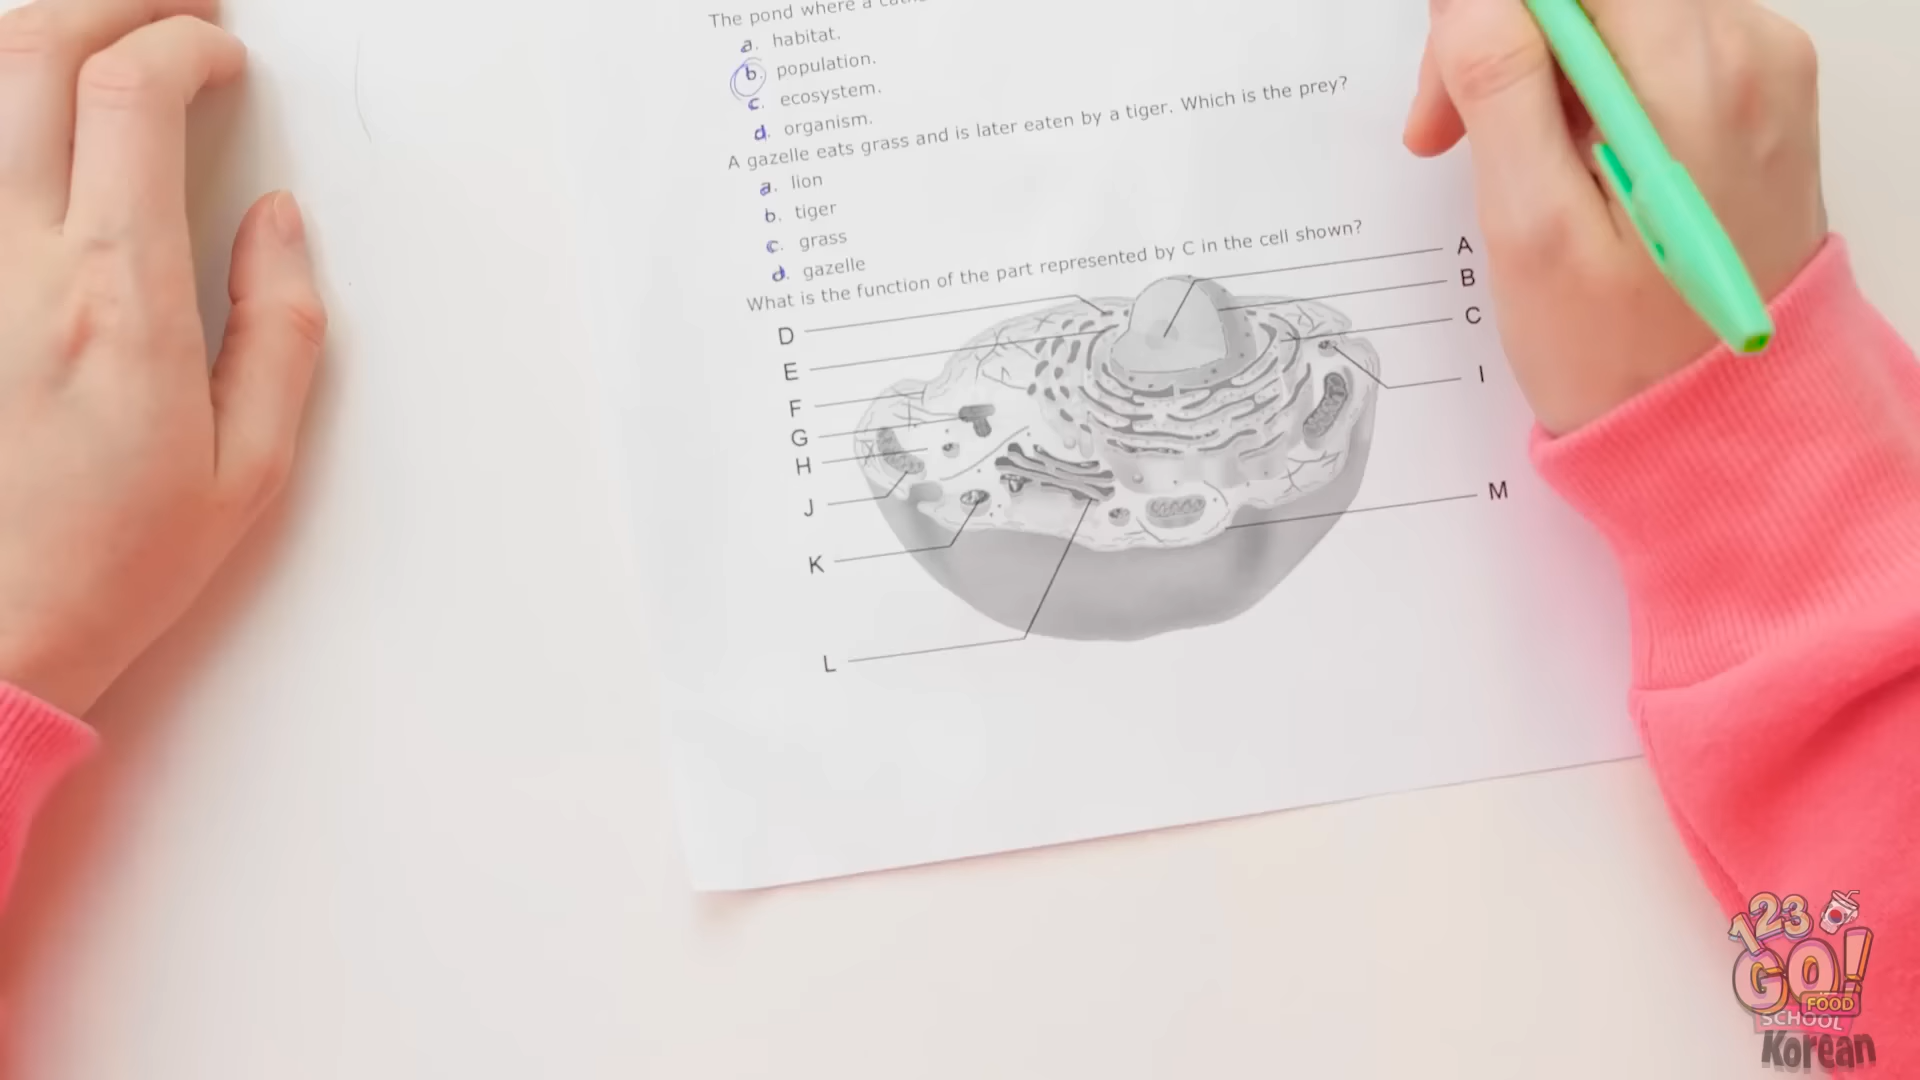 The pond where a
a. habitat.
b. population.
c. ecosystem.
d. organism.
A gazelle eats grass and is later eaten by a tiger. Which is the prey?
a. lion
b. tiger
c. grass
d. gazelle
What is the function of the part represented by C in the cell shown?
A
B
C
D
E
F
G
H
I
J
K
L
M
123
GO!
FOOD
SCHOOL
Korean